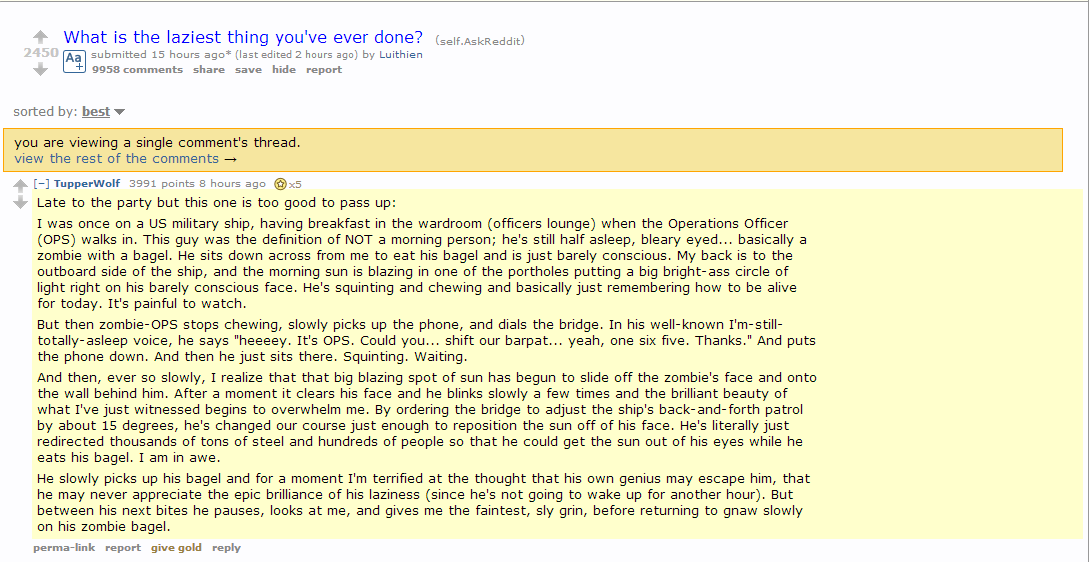 What is the laziest thing you've ever done? (self.AskReddit)
2450
submitted 15 hours ago* (last edited 2 hours ago) by Luithien
Aa+
9958 comments share save hide report
sorted by: best
you are viewing a single comment's thread.
view the rest of the comments →
[–] TupperWolf 3991 points 8 hours ago x5
Late to the party but this one is too good to pass up:
I was once on a US military ship, having breakfast in the wardroom (officers lounge) when the Operations Officer
(OPS) walks in. This guy was the definition of NOT a morning person; he's still half asleep, bleary eyed... basically a
zombie with a bagel. He sits down across from me to eat his bagel and is just barely conscious. My back is to the
outboard side of the ship, and the morning sun is blazing in one of the portholes putting a big bright-ass circle of
light right on his barely conscious face. He's squinting and chewing and basically just remembering how to be alive
for today. It's painful to watch.
But then zombie-OPS stops chewing, slowly picks up the phone, and dials the bridge. In his well-known I'm-still-
totally-asleep voice, he says "heeeey. It's OPS. Could you... shift our barpat... yeah, one six five. Thanks." And puts
the phone down. And then he just sits there. Squinting. Waiting.
And then, ever so slowly, I realize that that big blazing spot of sun has begun to slide off the zombie's face and onto
the wall behind him. After a moment it clears his face and he blinks slowly a few times and the brilliant beauty of
what I've just witnessed begins to overwhelm me. By ordering the bridge to adjust the ship's back-and-forth patrol
by about 15 degrees, he's changed our course just enough to reposition the sun off of his face. He's literally just
redirected thousands of tons of steel and hundreds of people so that he could get the sun out of his eyes while he
eats his bagel. I am in awe.
He slowly picks up his bagel and for a moment I'm terrified at the thought that his own genius may escape him, that
he may never appreciate the epic brilliance of his laziness (since he's not going to wake up for another hour). But
between his next bites he pauses, looks at me, and gives me the faintest, sly grin, before returning to gnaw slowly
on his zombie bagel.
perma-link report give gold reply